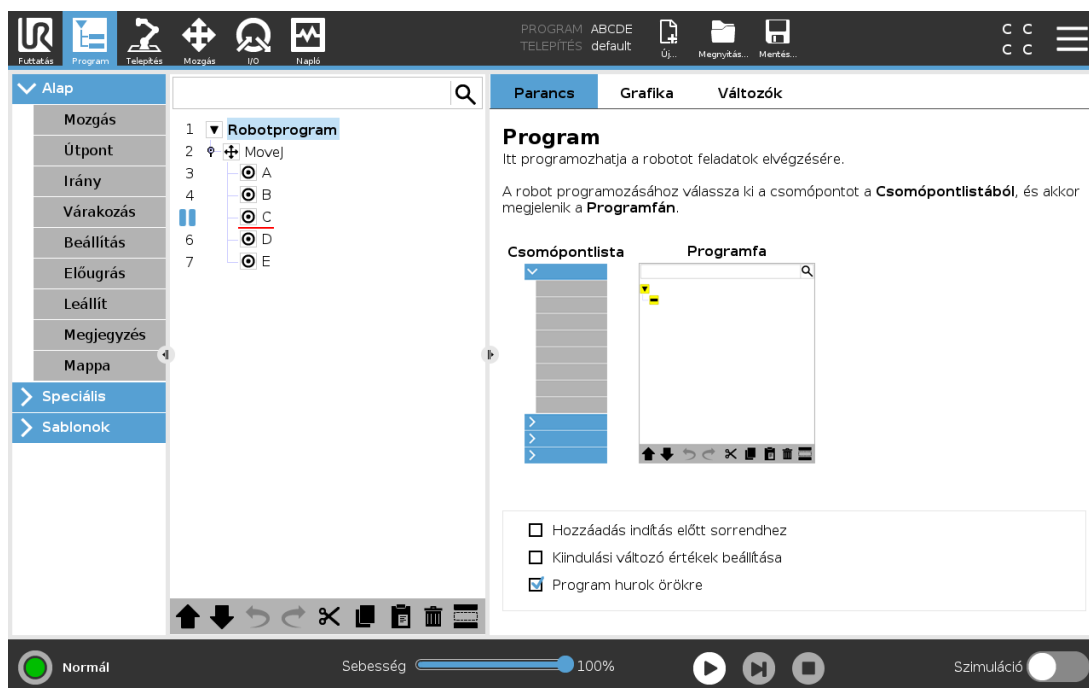 UR
PROGRAM ABCDE
TELEPÍTÉS default
Futtatás Program Telepítés Mozgás I/O Napló Új... Megnyitás... Mentés...
C C
C C
Alap
Mozgás
Útpont
Irány
Várakozás
Beállítás
Előugrás
Leállít
Megjegyzés
Mappa
Speciális
Sablonok
1 Robotprogram
2 MoveJ
3 A
4 B
C
6 D
7 E
Parancs Grafika Változók
Program
Itt programozhatja a robotot feladatok elvégzésére.
A robot programozásához válassza ki a csomópontot a Csomópontlistából, és akkor
megjelenik a Programfán.
Csomópontlista Programfa
Hozzáadás indítás előtt sorrendhez
Kiindulási változó értékek beállítása
Program hurok örökre
Normál
Sebesség 100%
Szimuláció